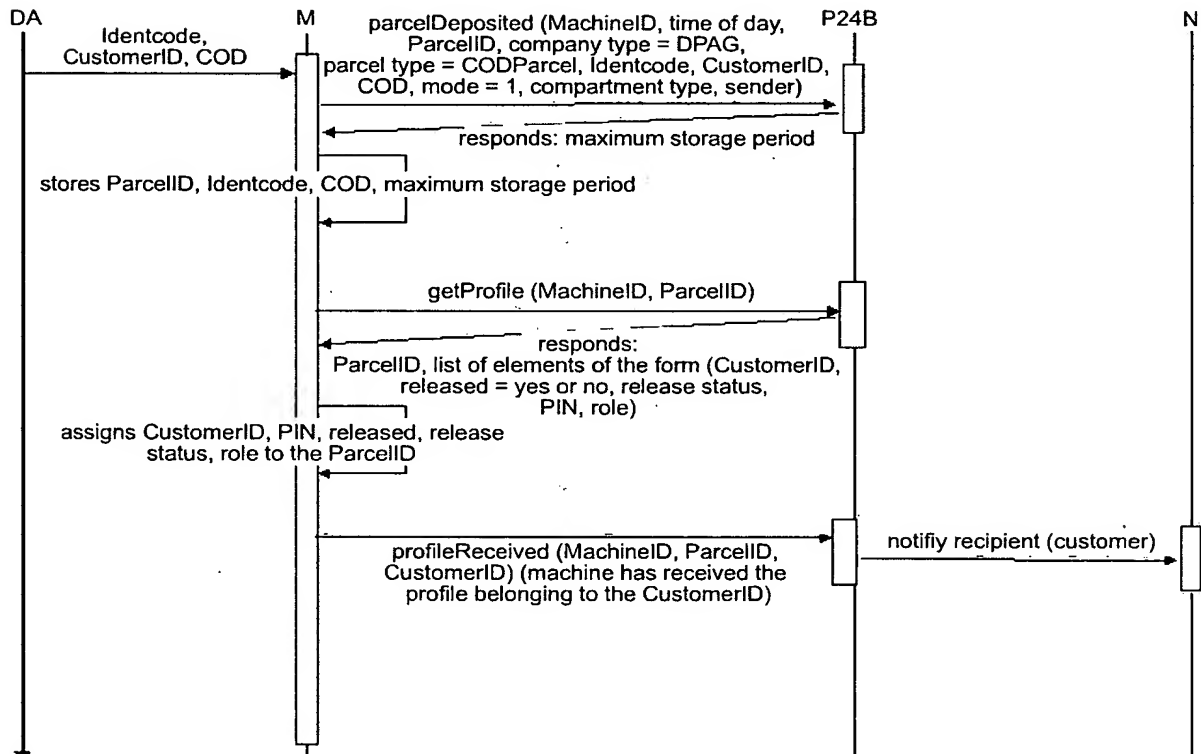 DA
M
P24B
N
Identcode,
CustomerID, COD
parcelDeposited (MachineID, time of day,
ParcelID, company type = DPAG,
parcel type = CODParcel, Identcode, CustomerID,
COD, mode = 1, compartment type, sender)
responds: maximum storage period
stores ParcelID, Identcode, COD, maximum storage period
getProfile (MachineID, ParcelID)
responds:
ParcelID, list of elements of the form (CustomerID,
released = yes or no, release status,
PIN, role)
assigns CustomerID, PIN, released, release
status, role to the ParcelID
profileReceived (MachineID, ParcelID,
CustomerID) (machine has received the
profile belonging to the CustomerID)
notifiy recipient (customer)